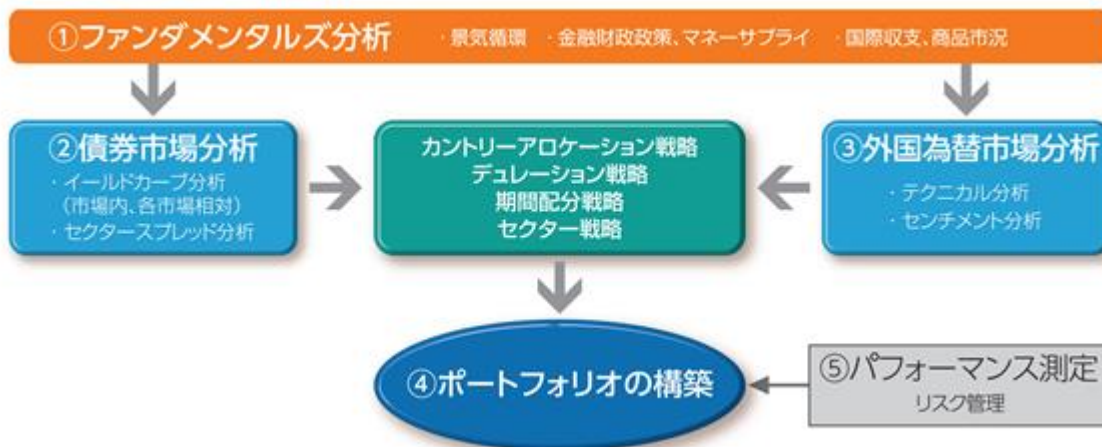 ①ファンダメンタルズ分析 ・景気循環 ・金融財政政策、マネーサプライ ・国際収支、商品市況
②債券市場分析
・イールドカーブ分析
（市場内、各市場相対）
・セクタースプレッド分析
カントリーアロケーション戦略
デュレーション戦略
期間配分戦略
セクター戦略
③外国為替市場分析
・テクニカル分析
・センチメント分析
④ポートフォリオの構築
⑤パフォーマンス測定
リスク管理